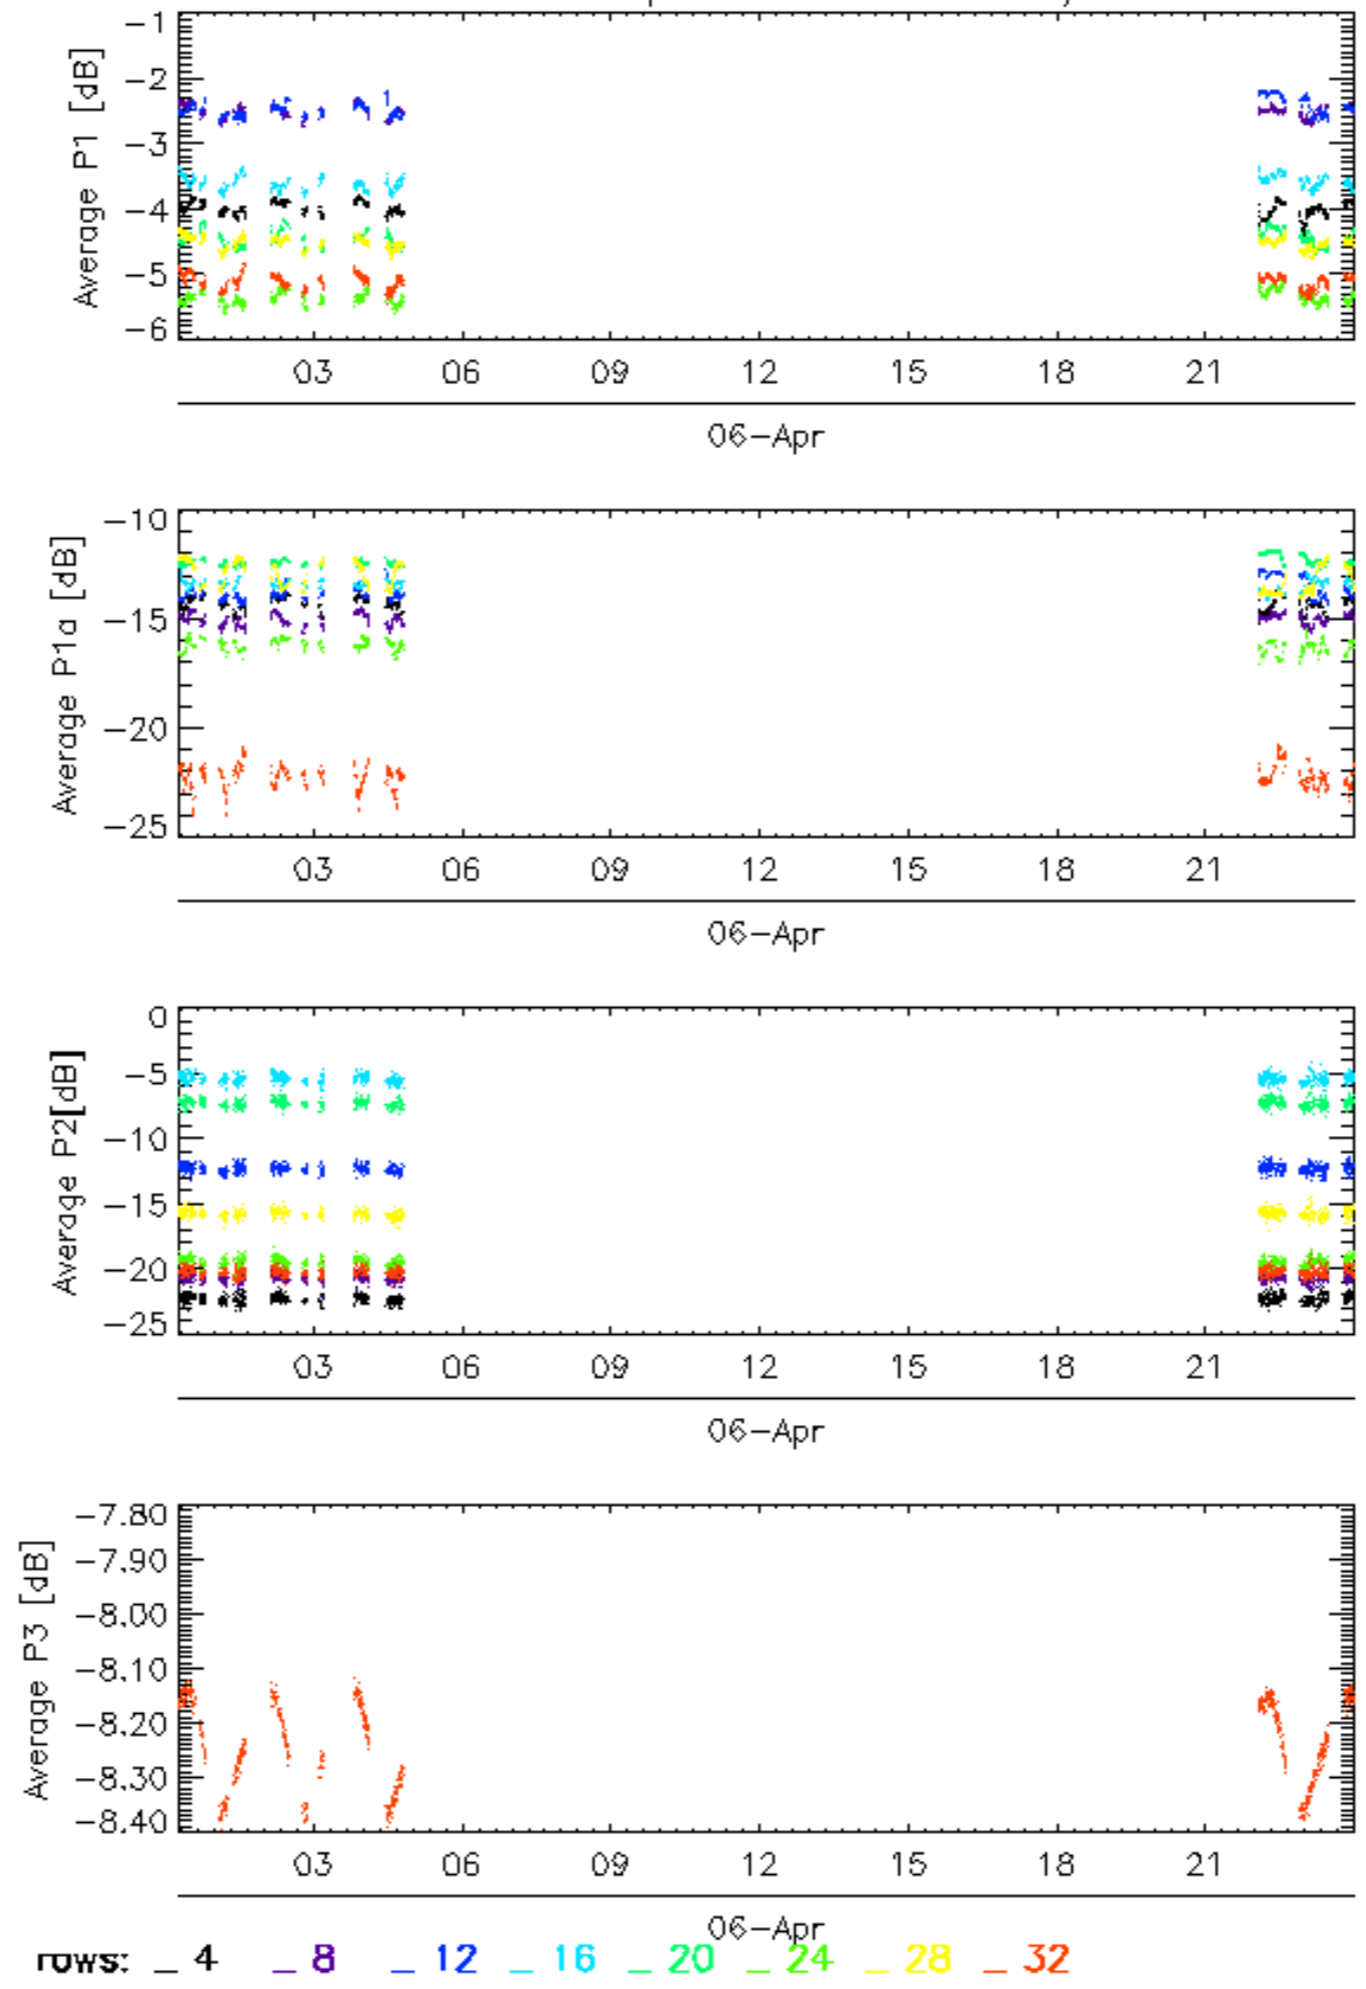 Average P1 [dB]
-1
-2
-3
-4
-5
-6
03 06 09 12 15 18 21
06-Apr
Average P1a [dB]
-10
-15
-20
-25
03 06 09 12 15 18 21
06-Apr
Average P2[dB]
0
-5
-10
-15
-20
-25
03 06 09 12 15 18 21
06-Apr
Average P3 [dB]
-7.80
-7.90
-8.00
-8.10
-8.20
-8.30
-8.40
03 06 09 12 15 18 21
06-Apr
rows: _ 4 _ 8 _ 12 _ 16 _ 20 _ 24 _ 28 _ 32